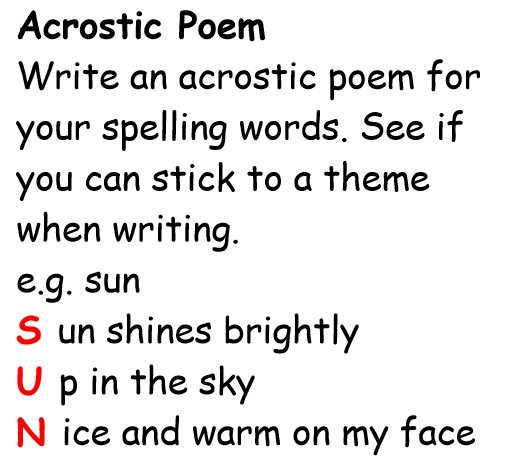 Acrostic Poem
Write an acrostic poem for
your spelling words. See if
you can stick to a theme
when writing.
e.g. sun
S un shines brightly
U p in the sky
N ice and warm on my face